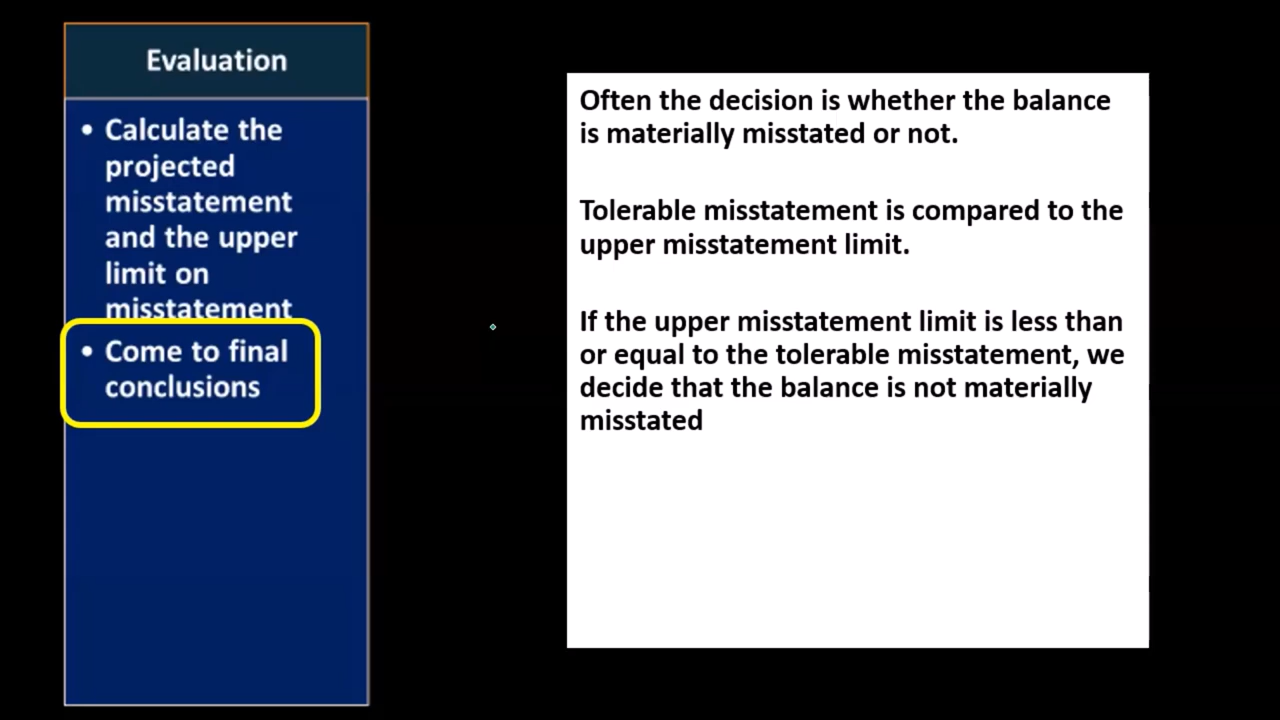 Evaluation
• Calculate the
projected
misstatement
and the upper
limit on
misstatement
• Come to final
conclusions
Often the decision is whether the balance
is materially misstated or not.
Tolerable misstatement is compared to the
upper misstatement limit.
If the upper misstatement limit is less than
or equal to the tolerable misstatement, we
decide that the balance is not materially
misstated